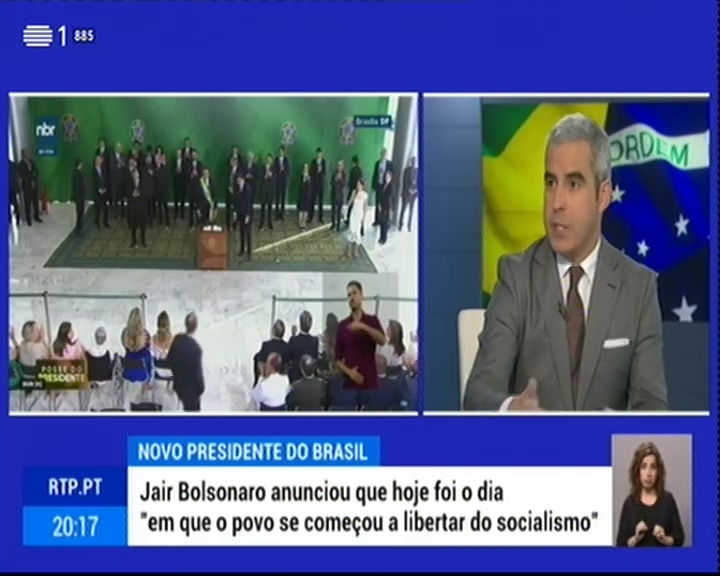 1 885
nbr
Brasília DF
ORDEM
POSSE DO
PRESIDENTE
NOVO PRESIDENTE DO BRASIL
RTP.PT
20:17
Jair Bolsonaro anunciou que hoje foi o dia
"em que o povo se começou a libertar do socialismo"